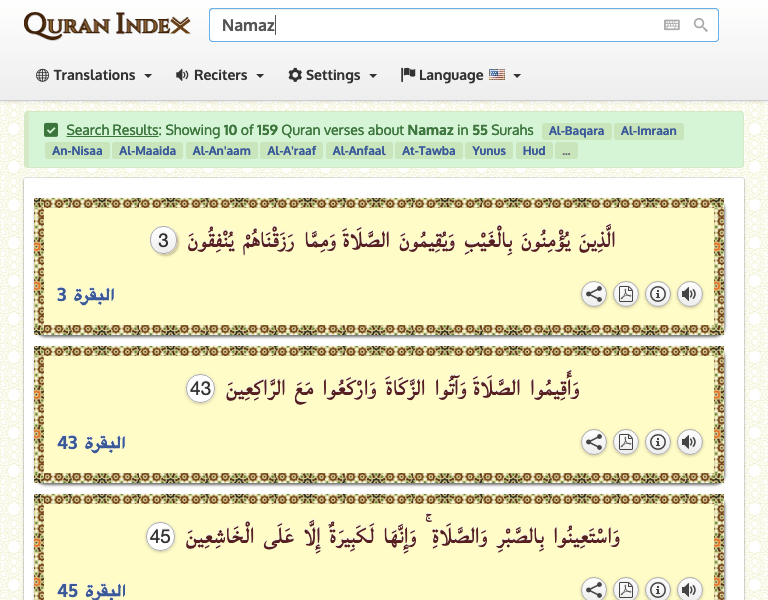 QURAN INDEX
Namaz
Translations Reciters Settings Language
Search Results: Showing 10 of 159 Quran verses about Namaz in 55 Surahs Al-Baqara Al-Imraan
An-Nisaa Al-Maaida Al-An'aam Al-A'raaf Al-Anfaal At-Tawba Yunus Hud ...
الَّذِينَ يُؤْمِنُونَ بِالْغَيْبِ وَيُقِيمُونَ الصَّلَاةَ وَمِمَّا رَزَقْنَاهُمْ يُنْفِقُونَ 3
البقرة 3
وَأَقِيمُوا الصَّلَاةَ وَآتُوا الزَّكَاةَ وَارْكَعُوا مَعَ الرَّاكِعِينَ 43
البقرة 43
وَاسْتَعِينُوا بِالصَّبْرِ وَالصَّلَاةِ ۚ وَإِنَّهَا لَكَبِيرَةٌ إِلَّا عَلَى الْخَاشِعِينَ 45
البقرة 45